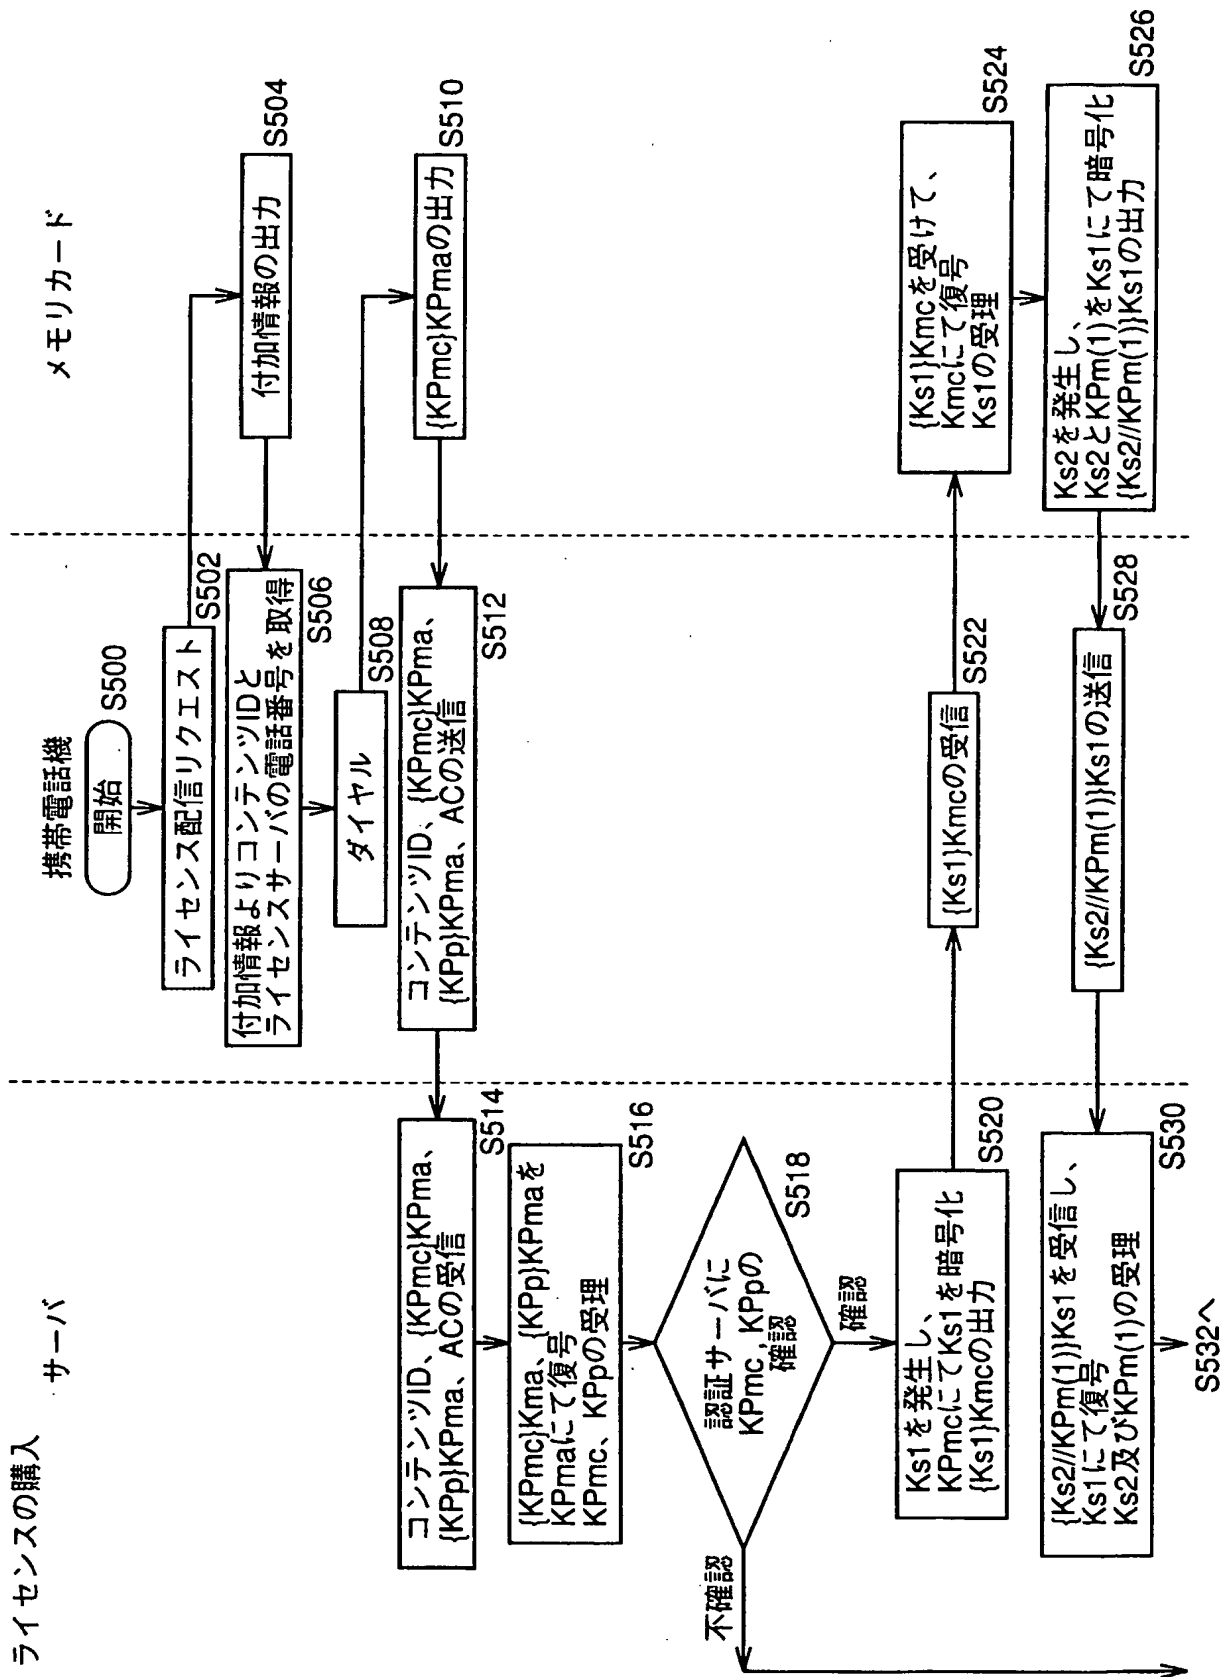 ライセンスの購入
サーバ
携帯電話機
メモリカード
開始
S500
ライセンス配信リクエスト
S502
付加情報の出力
S504
付加情報よりコンテンツIDと
ライセンスサーバの電話番号を取得
S506
ダイヤル
S508
{KPmc}KPmaの出力
S510
コンテンツID、{KPmc}KPma、
{KPp}KPma、ACの送信
S512
コンテンツID、{KPmc}KPma、
{KPp}KPma、ACの受信
S514
{KPmc}Kma、{KPp}KPmaを
KPmaにて復号
KPmc、KPpの受理
S516
認証サーバに
KPmc,KPpの
確認
S518
不確認
確認
Ks1を発生し、
KPmcにてKs1を暗号化
{Ks1}Kmcの出力
S520
{Ks1}Kmcの受信
S522
{Ks1}Kmcを受けて、
Kmcにて復号
Ks1の受理
S524
Ks2を発生し、
Ks2とKPm(1)をKs1にて暗号化
{Ks2//KPm(1)}Ks1の出力
S526
{Ks2//KPm(1)}Ks1の送信
S528
{Ks2//KPm(1)}Ks1を受信し、
Ks1にて復号
Ks2及びKPm(1)の受理
S530
S532へ